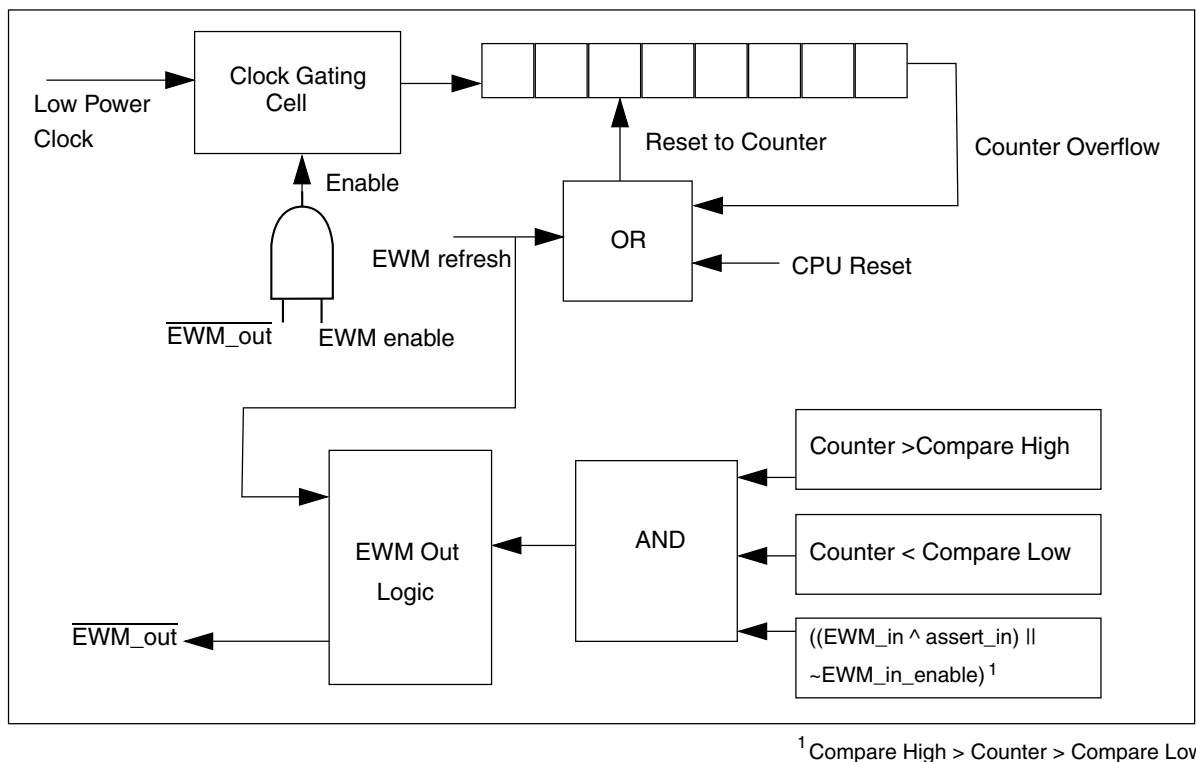 Low Power
Clock
Clock Gating
Cell
Enable
EWM_out
EWM enable
EWM refresh
Reset to Counter
OR
Counter Overflow
CPU Reset
Counter >Compare High
Counter < Compare Low
((EWM_in ^ assert_in) ||
~EWM_in_enable) 1
AND
EWM Out
Logic
EWM_out
1 Compare High > Counter > Compare Low